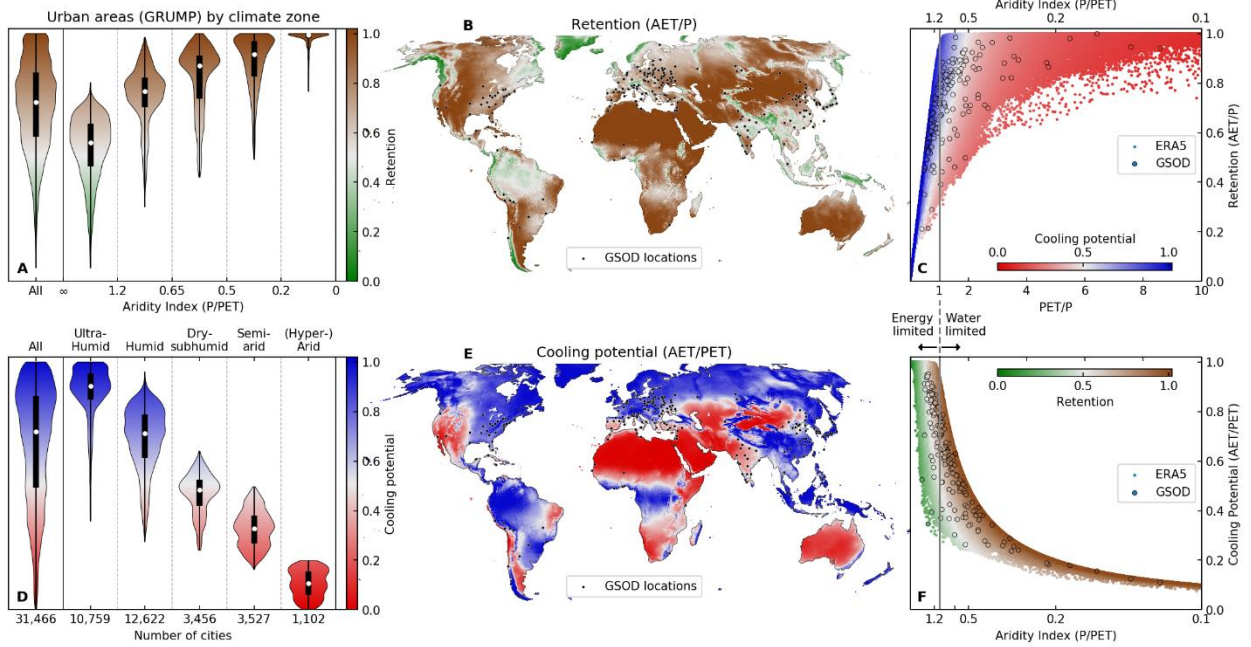 Urban areas (GRUMP) by climate zone
A
1.0
0.8
0.6
0.4
0.2
0.0
Retention
All ∞ 1.2 0.65 0.5 0.2 0
Aridity Index (P/PET)
B
Retention (AET/P)
GSOD locations
Aridity Index (P/PET)
1.2 0.5 0.2 0.1
1.0
0.8
0.6
0.4
0.2
0.0
Retention (AET/P)
ERA5
GSOD
Cooling potential
0.0 0.5 1.0
C
1 2 4 6 8 10
PET/P
All
Ultra-
Humid
Humid
Dry-
subhumid
Semi-
arid
(Hyper-)
Arid
D
1.0
0.8
0.6
0.4
0.2
0.0
Cooling potential
31,466 10,759 12,622 3,456 3,527 1,102
Number of cities
E
Cooling potential (AET/PET)
GSOD locations
Energy
limited
Water
limited
0.0 0.5 1.0
Retention
1.0
0.8
0.6
0.4
0.2
0.0
Cooling Potential (AET/PET)
ERA5
GSOD
F
1.2 0.5 0.2 0.1
Aridity Index (P/PET)